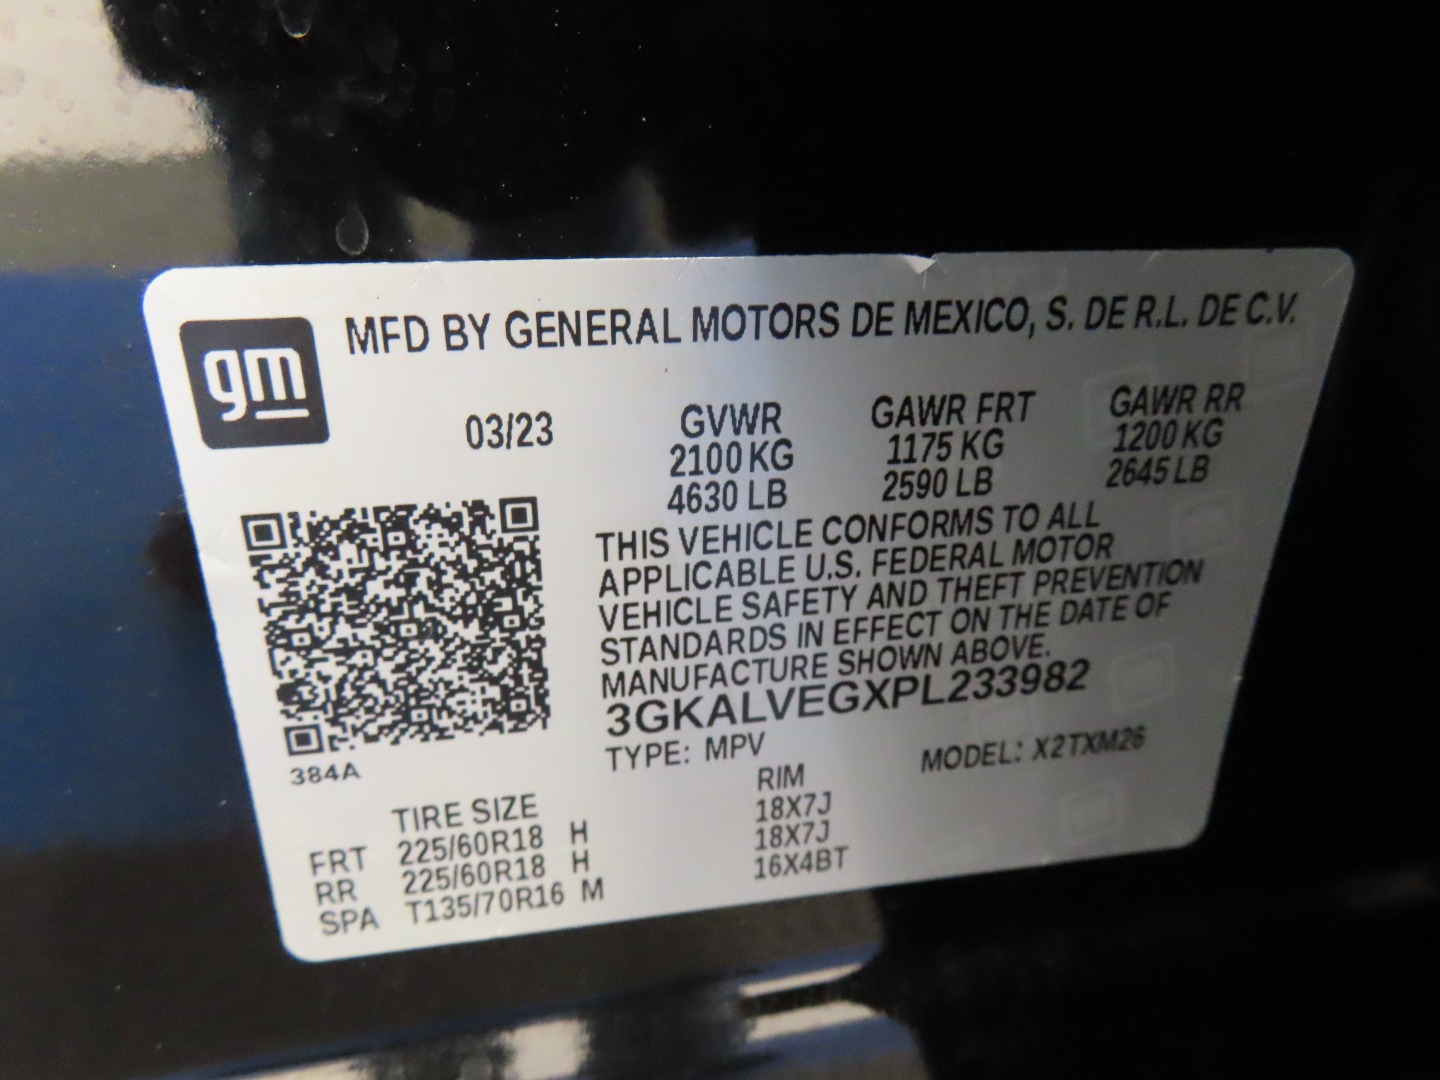 MFD BY GENERAL MOTORS DE MEXICO, S. DE R.L. DE C.V.
gm
03/23
GVWR GAWR FRT GAWR RR
2100 KG 1175 KG 1200 KG
4630 LB 2590 LB 2645 LB
THIS VEHICLE CONFORMS TO ALL
APPLICABLE U.S. FEDERAL MOTOR
VEHICLE SAFETY AND THEFT PREVENTION
STANDARDS IN EFFECT ON THE DATE OF
MANUFACTURE SHOWN ABOVE.
3GKALVEGXPL233982
TYPE: MPV MODEL: X2TXM26
384A
TIRE SIZE RIM
FRT 225/60R18 H 18X7J
RR 225/60R18 H 18X7J
SPA T135/70R16 M 16X4BT